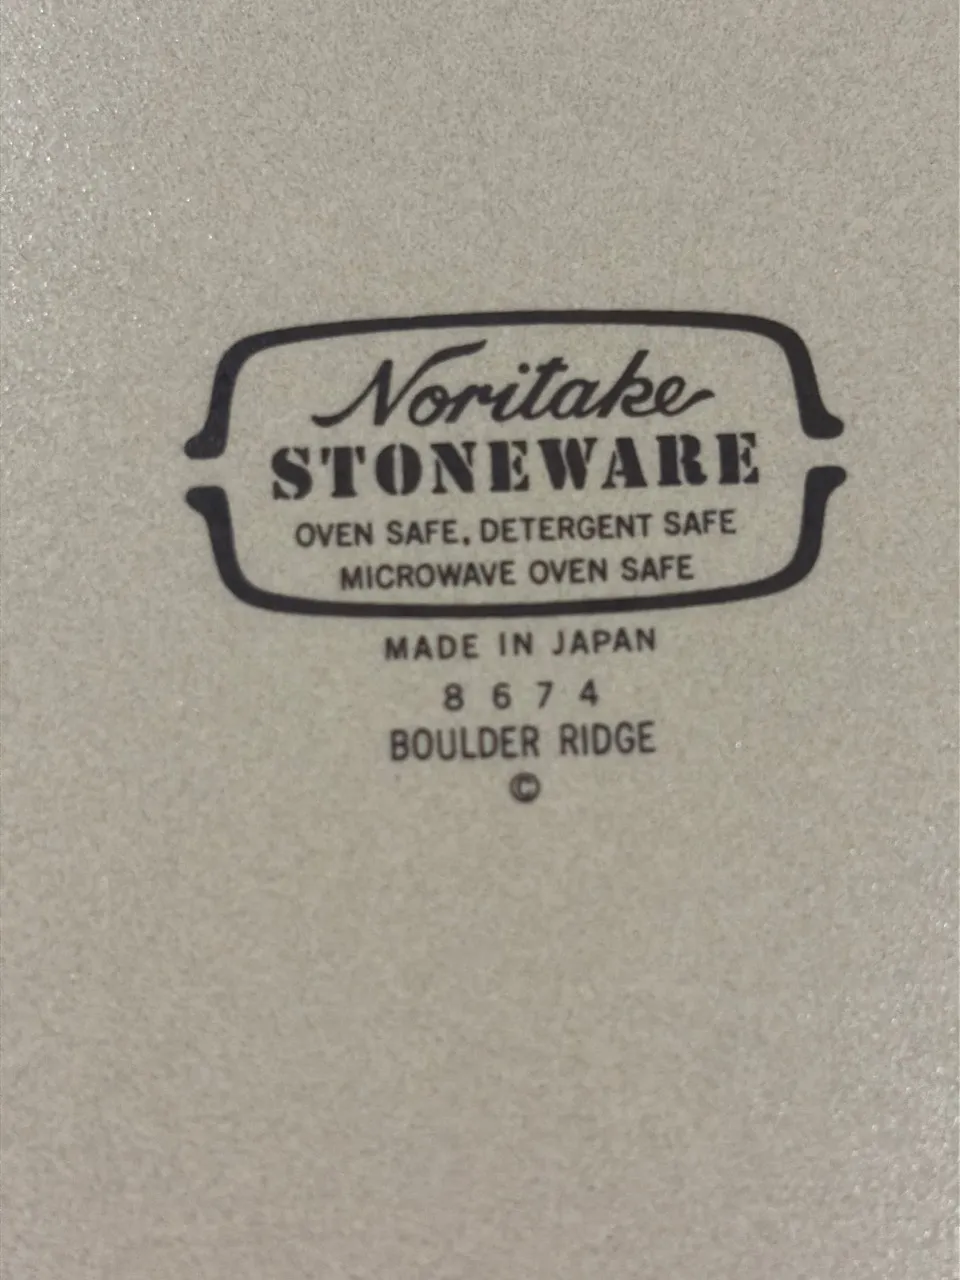 Noritake
STONEWARE
OVEN SAFE, DETERGENT SAFE
MICROWAVE OVEN SAFE
MADE IN JAPAN
8 6 7 4
BOULDER RIDGE
©